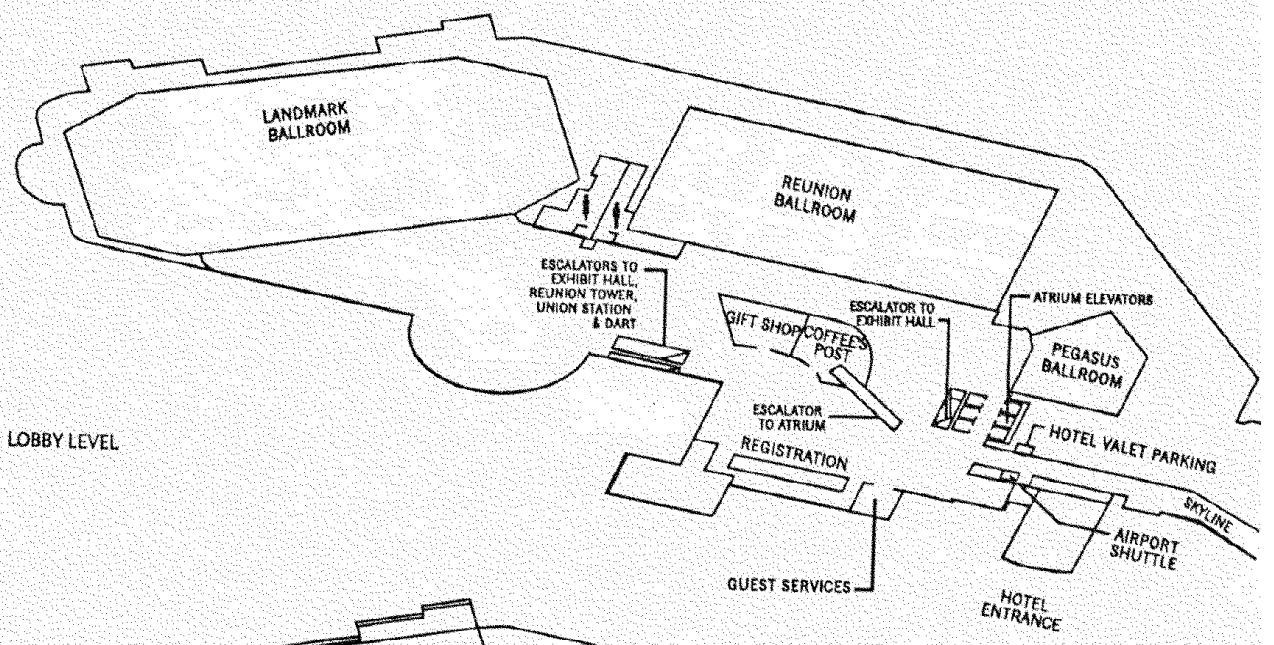 LANDMARK
BALLROOM
REUNION
BALLROOM
ESCALATORS TO
EXHIBIT HALL,
REUNION TOWER,
UNION STATION
& DART
GIFT SHOP
COFFEE'S
POST
ESCALATOR TO
EXHIBIT HALL
ATRIUM ELEVATORS
PEGASUS
BALLROOM
ESCALATOR
TO ATRIUM
LOBBY LEVEL
REGISTRATION
HOTEL VALET PARKING
SKYLINE
AIRPORT
SHUTTLE
GUEST SERVICES
HOTEL
ENTRANCE